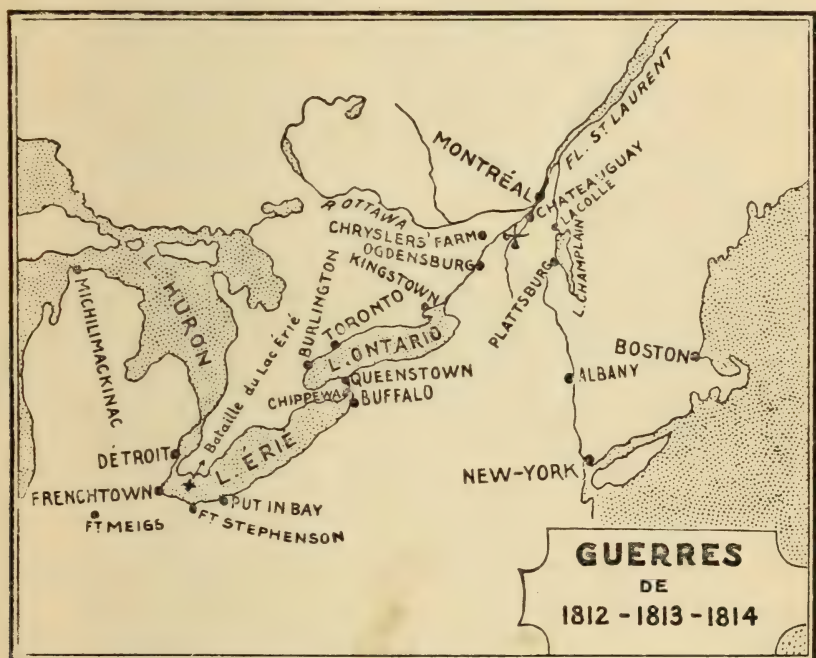 FL. ST LAURENT
MONTRÉAL
CHATEAUGUAY
LACOLLE
R. OTTAWA
CHRYSLERS' FARM
OGDENSBURG
KINGSTOWN
L. CHAMPLAIN
PLATTSBURG
BURLINGTON
TORONTO
L. HURON
MICHILIMACKINAC
L. ONTARIO
BOSTON
QUEENSTOWN
ALBANY
CHIPPEWA
BUFFALO
Bataille du Lac Érié
DÉTROIT
L. ÉRIÉ
NEW-YORK
FRENCHTOWN
PUT IN BAY
FT. MEIGS
FT STEPHENSON
GUERRES
DE
1812 - 1813 - 1814